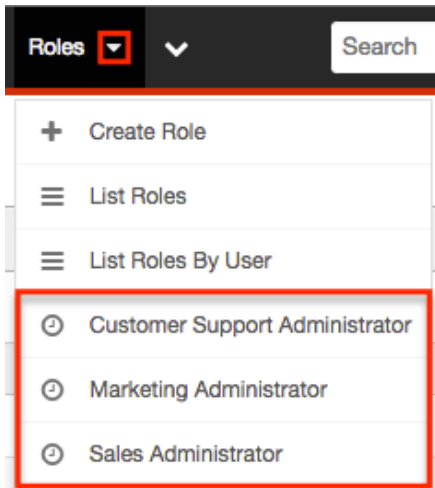 Roles Search
Create Role
List Roles
List Roles By User
Customer Support Administrator
Marketing Administrator
Sales Administrator